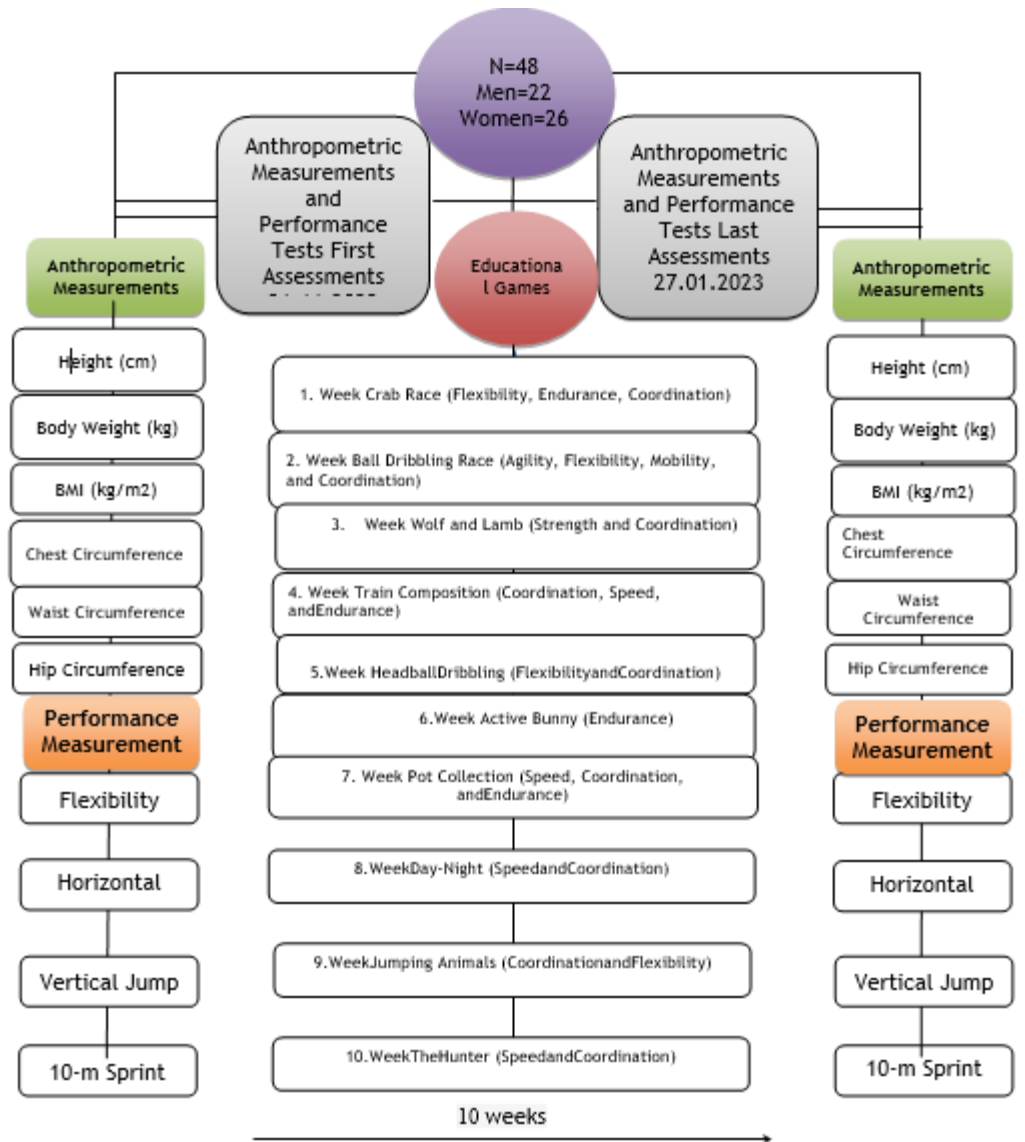 N=48
Men=22
Women=26
Anthropometric
Measurements
and
Performance
Tests First
Assessments
Anthropometric
Measurements
and Performance
Tests Last
Assessments
27.01.2023
Educationa
l Games
Anthropometric
Measurements
Height (cm)
Body Weight (kg)
BMI (kg/m2)
Chest Circumference
Waist Circumference
Hip Circumference
Performance
Measurement
Flexibility
Horizontal
Vertical Jump
10-m Sprint
1. Week Crab Race (Flexibility, Endurance, Coordination)
2. Week Ball Dribbling Race (Agility, Flexibility, Mobility,
and Coordination)
3. Week Wolf and Lamb (Strength and Coordination)
4. Week Train Composition (Coordination, Speed,
andEndurance)
5.Week HeadballDribbling (FlexibilityandCoordination)
6.Week Active Bunny (Endurance)
7. Week Pot Collection (Speed, Coordination,
andEndurance)
8.WeekDay-Night (SpeedandCoordination)
9.WeekJumping Animals (CoordinationandFlexibility)
10.WeekTheHunter (SpeedandCoordination)
10 weeks
Anthropometric
Measurements
Height (cm)
Body Weight (kg)
BMI (kg/m2)
Chest
Circumference
Waist
Circumference
Hip Circumference
Performance
Measurement
Flexibility
Horizontal
Vertical Jump
10-m Sprint